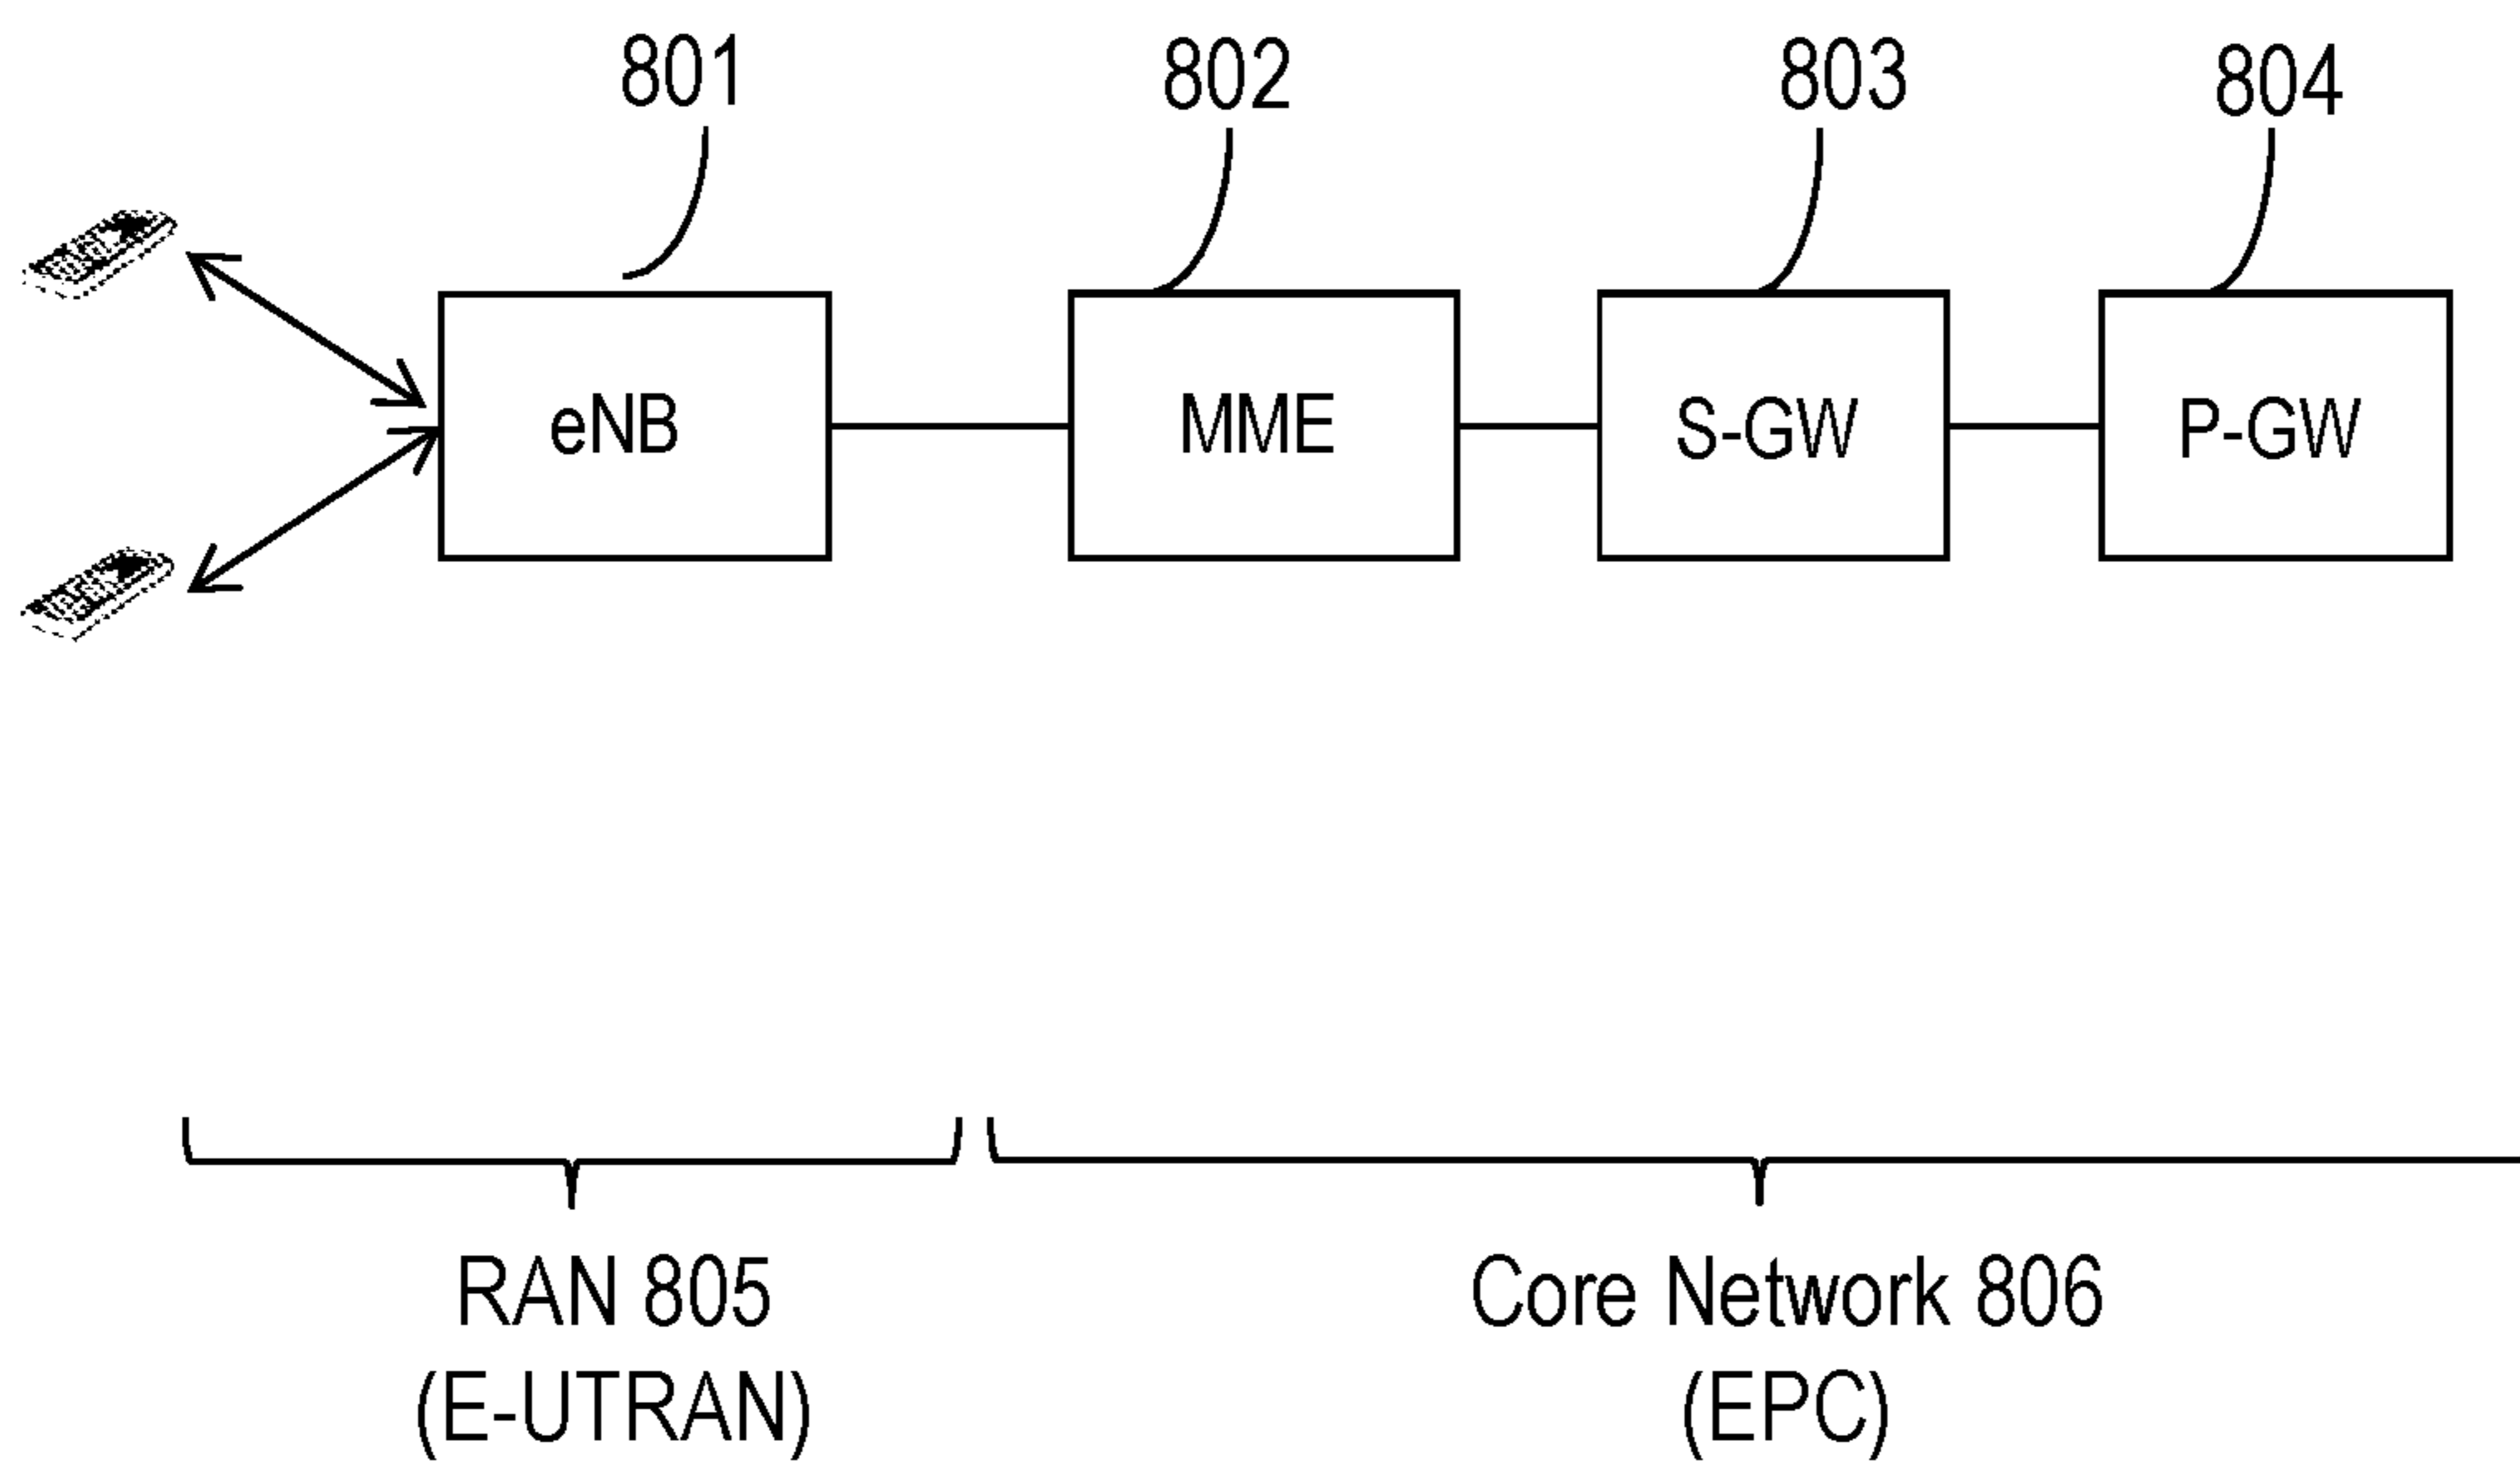 801
802
803
804
eNB
MME
S-GW
P-GW
RAN 805
(E-UTRAN)
Core Network 806
(EPC)